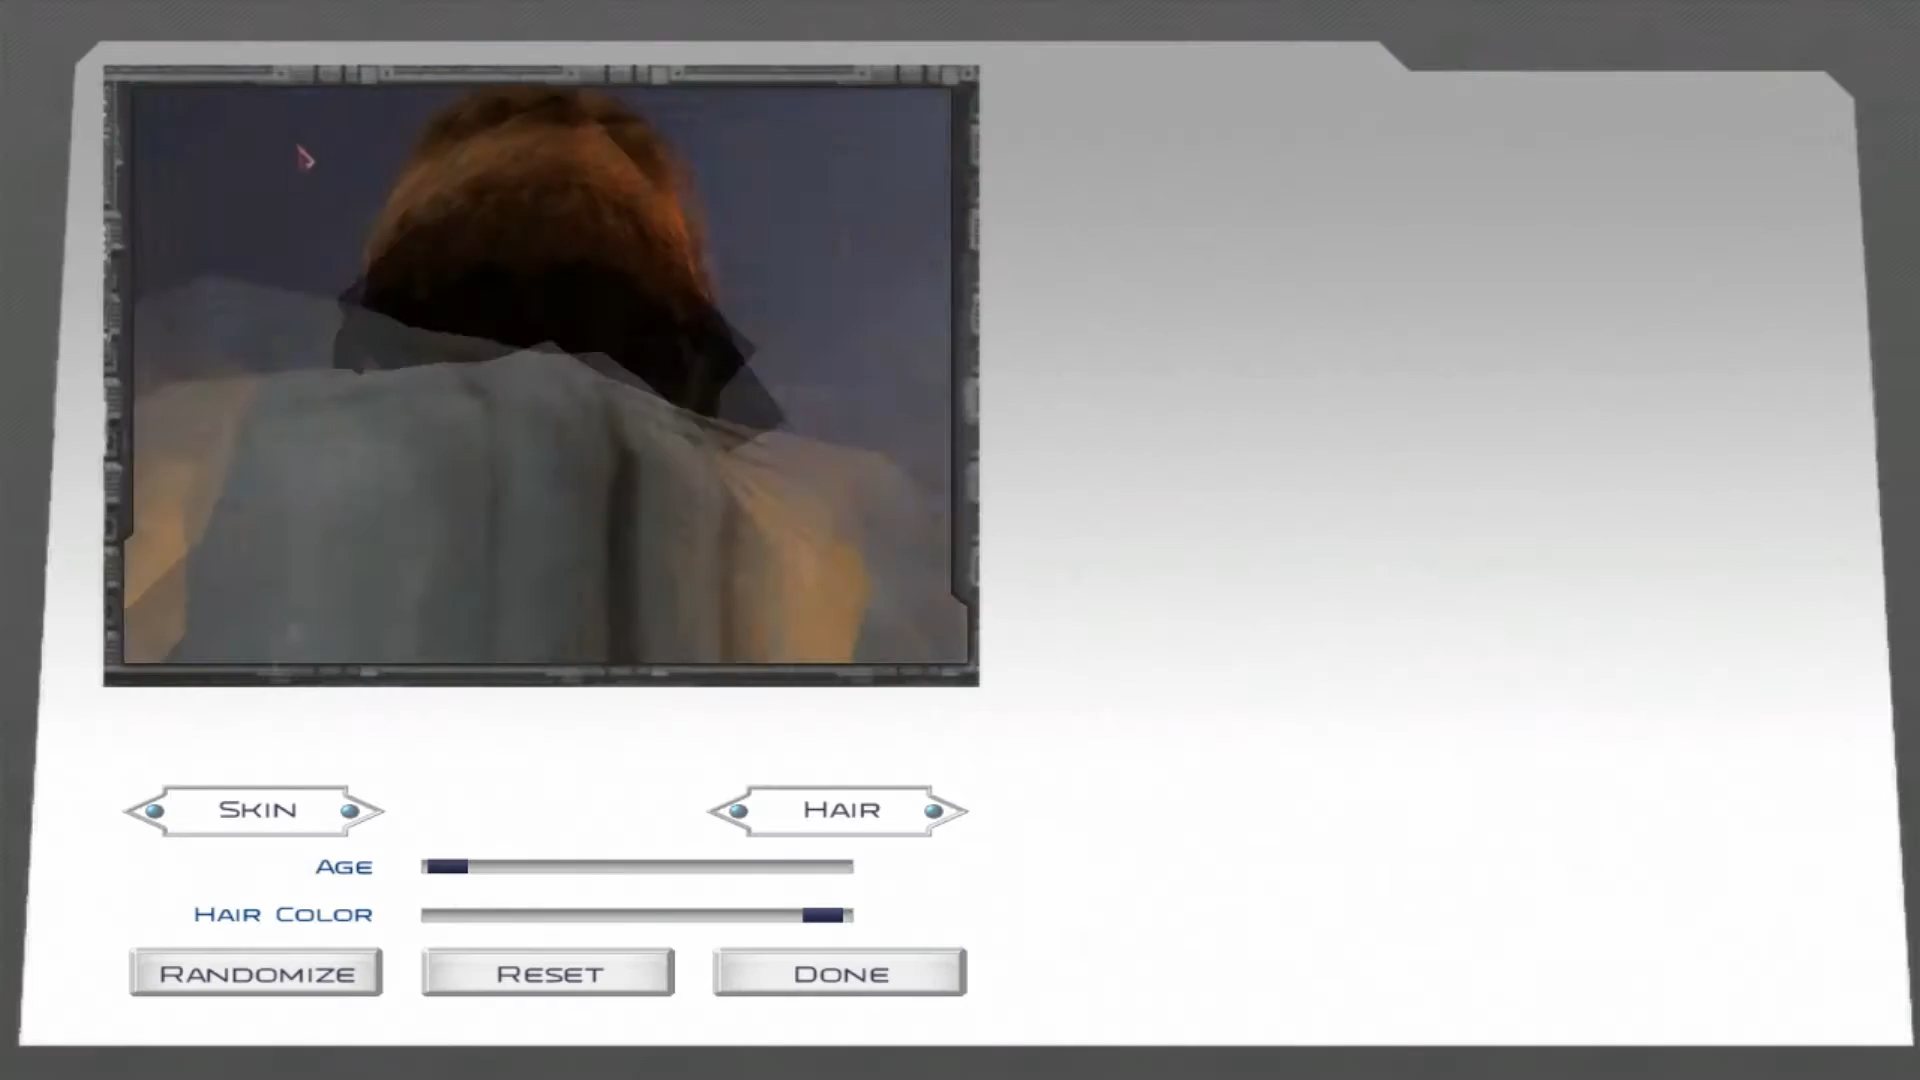 SKIN
HAIR
AGE
HAIR COLOR
RANDOMIZE
RESET
DONE